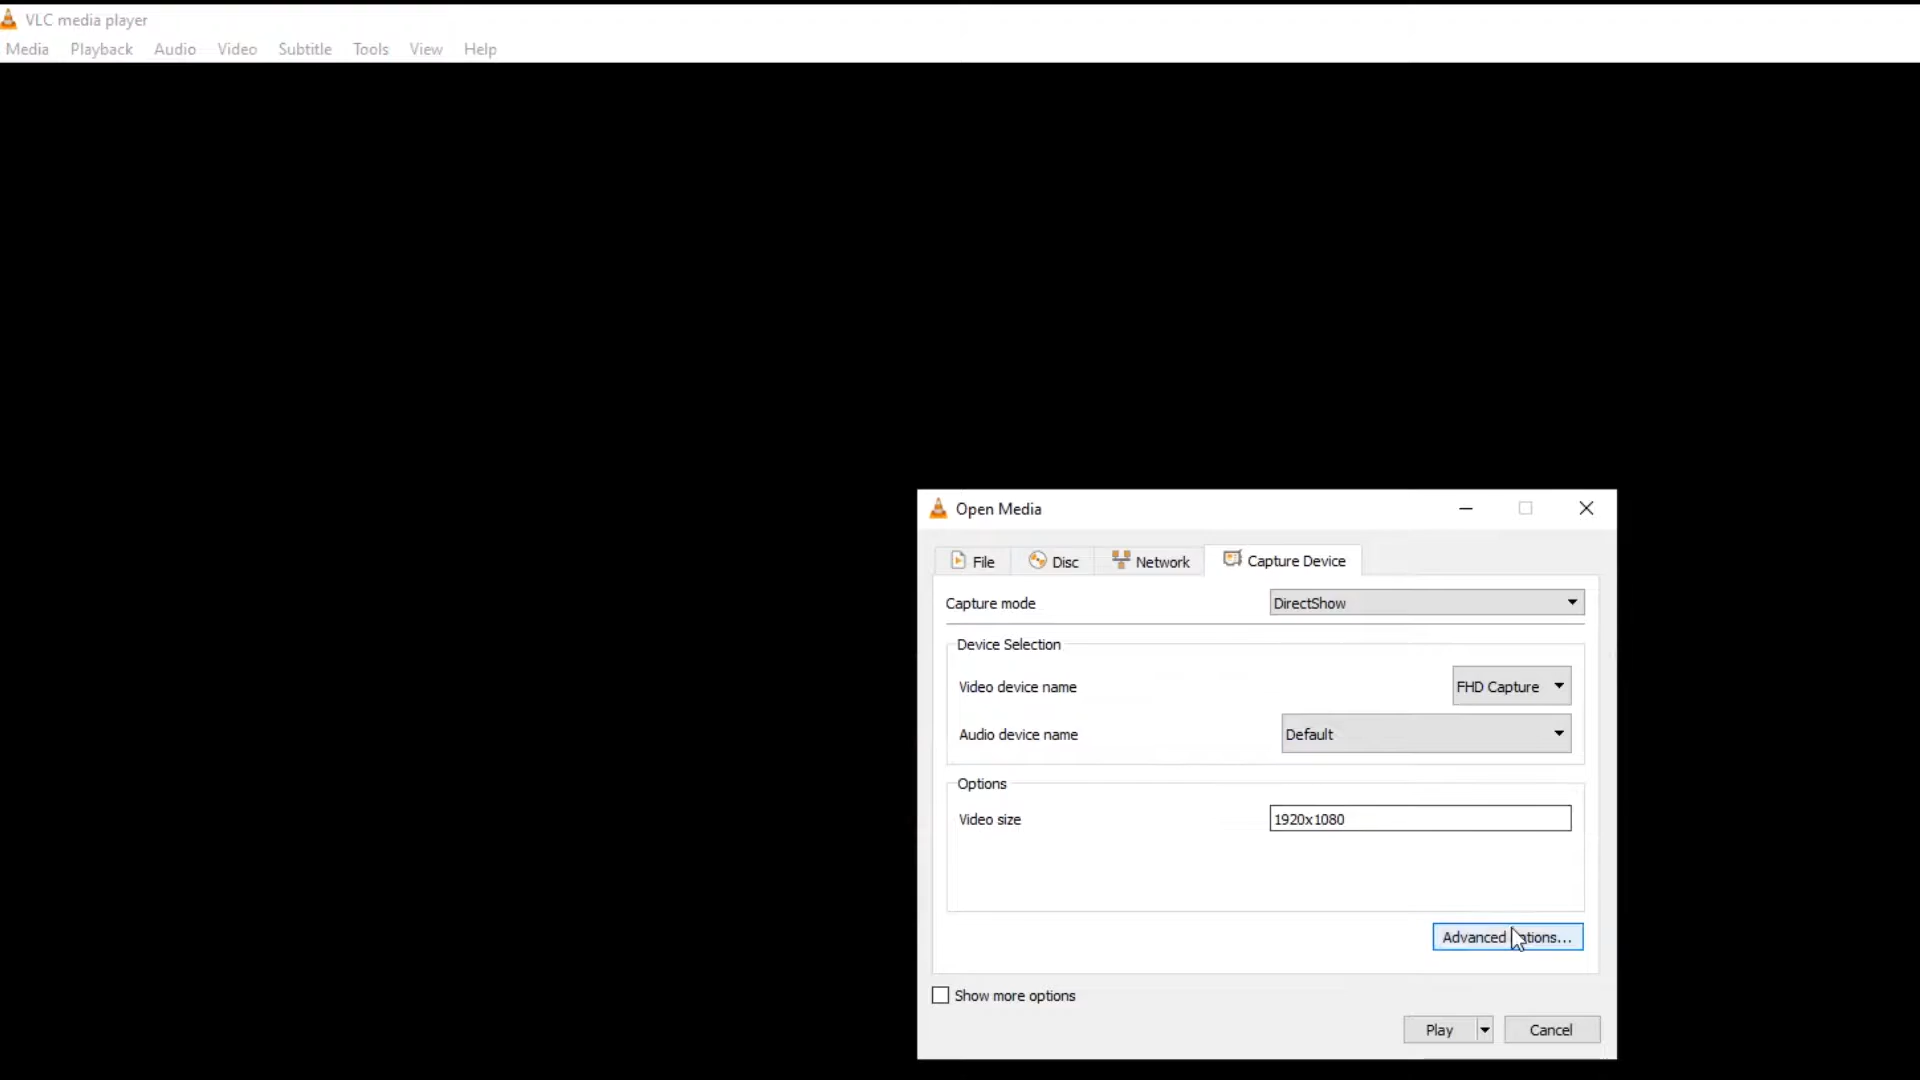 VLC media player
Media Playback Audio Video Subtitle Tools View Help
Open Media
File Disc Network Capture Device
Capture mode DirectShow
Device Selection
Video device name FHD Capture
Audio device name Default
Options
Video size 1920x1080
Advanced
Show more options
Play Cancel